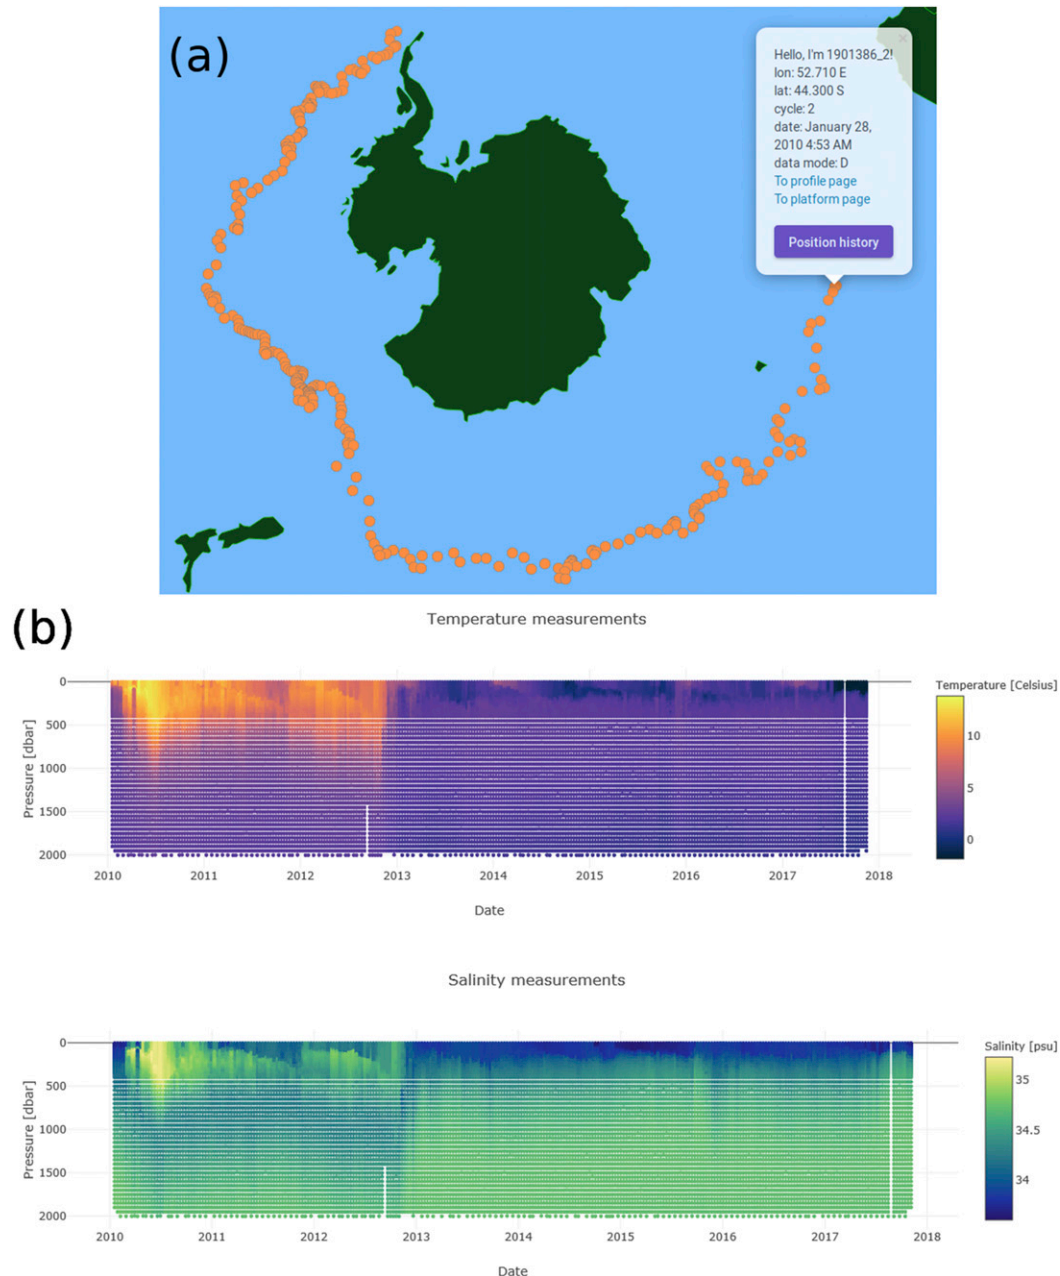 (a)
×
Hello, I'm 1901386_2!
lon: 52.710 E
lat: 44.300 S
cycle: 2
date: January 28,
2010 4:53 AM
data mode: D
To profile page
To platform page
Position history
(b)
Temperature measurements
Temperature [Celsius]
10
5
0
Pressure [dbar]
0
500
1000
1500
2000
2010
2011
2012
2013
2014
2015
2016
2017
2018
Date
Salinity measurements
Salinity [psu]
35
34.5
34
Pressure [dbar]
0
500
1000
1500
2000
2010
2011
2012
2013
2014
2015
2016
2017
2018
Date